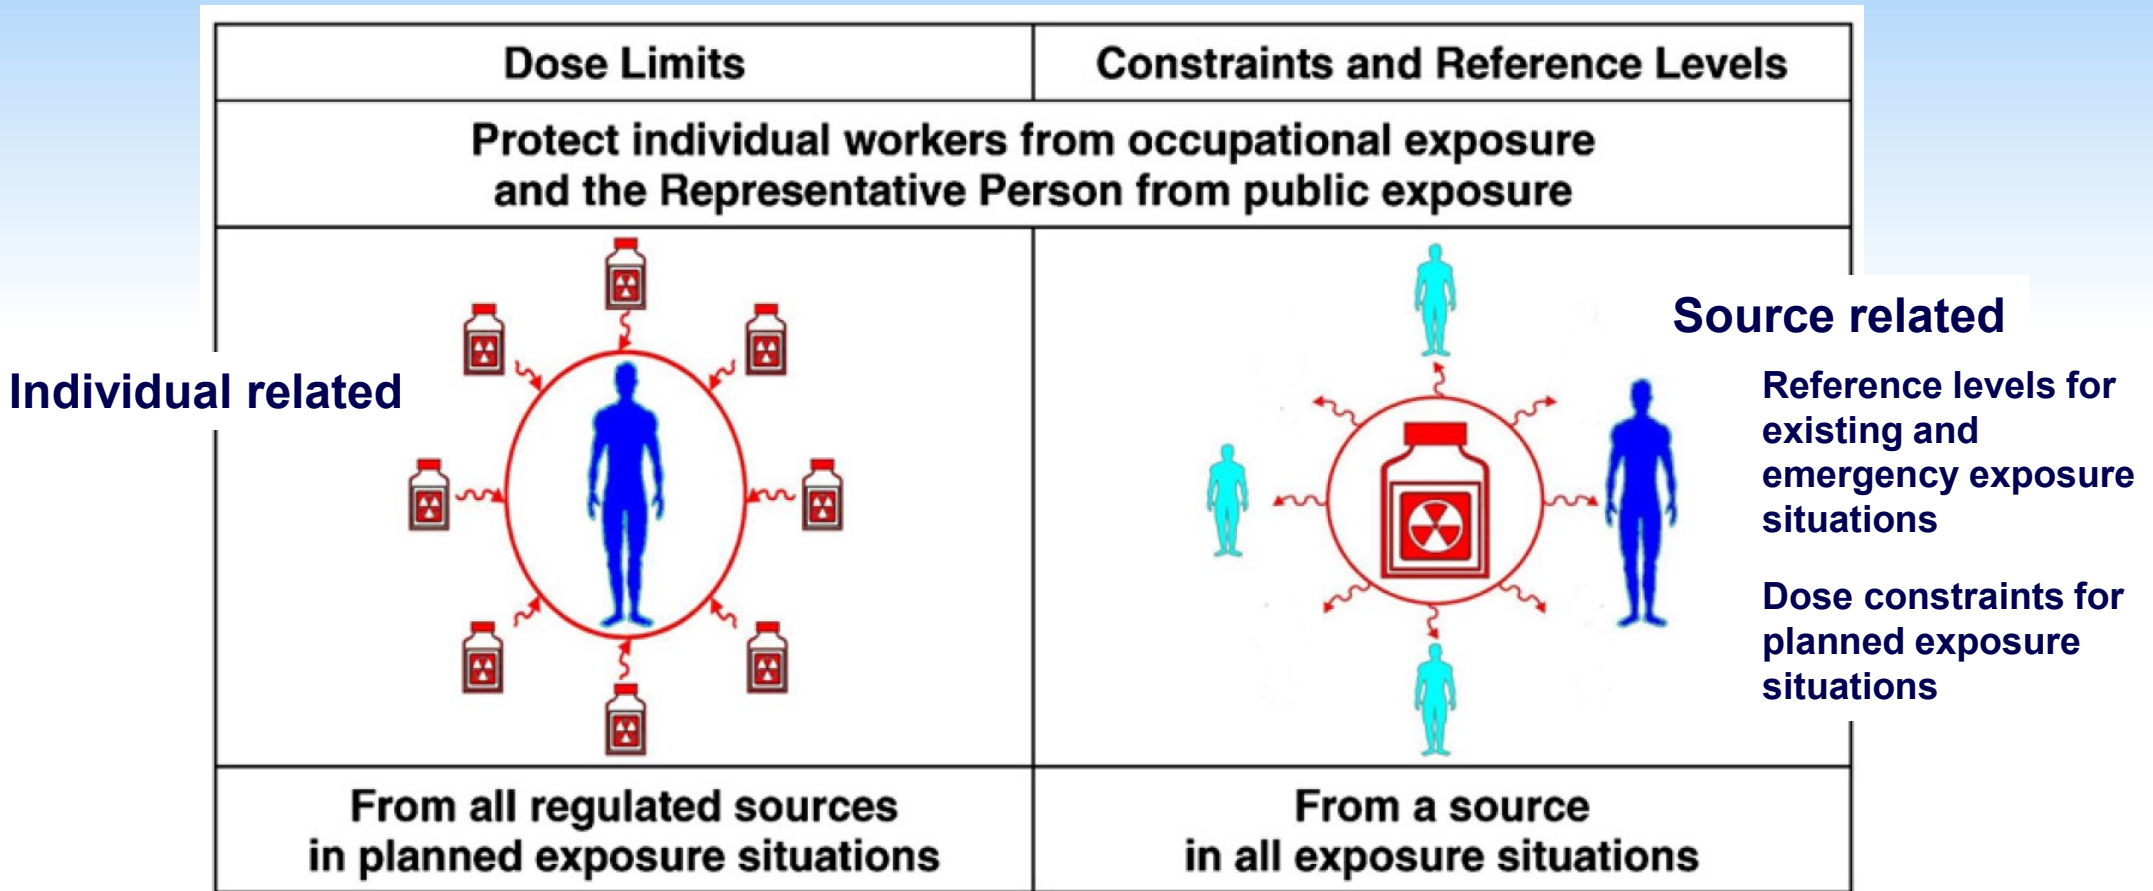 Dose Limits
Constraints and Reference Levels
Protect individual workers from occupational exposure
and the Representative Person from public exposure
Individual related
Source related
Reference levels for
existing and
emergency exposure
situations
Dose constraints for
planned exposure
situations
From all regulated sources
in planned exposure situations
From a source
in all exposure situations